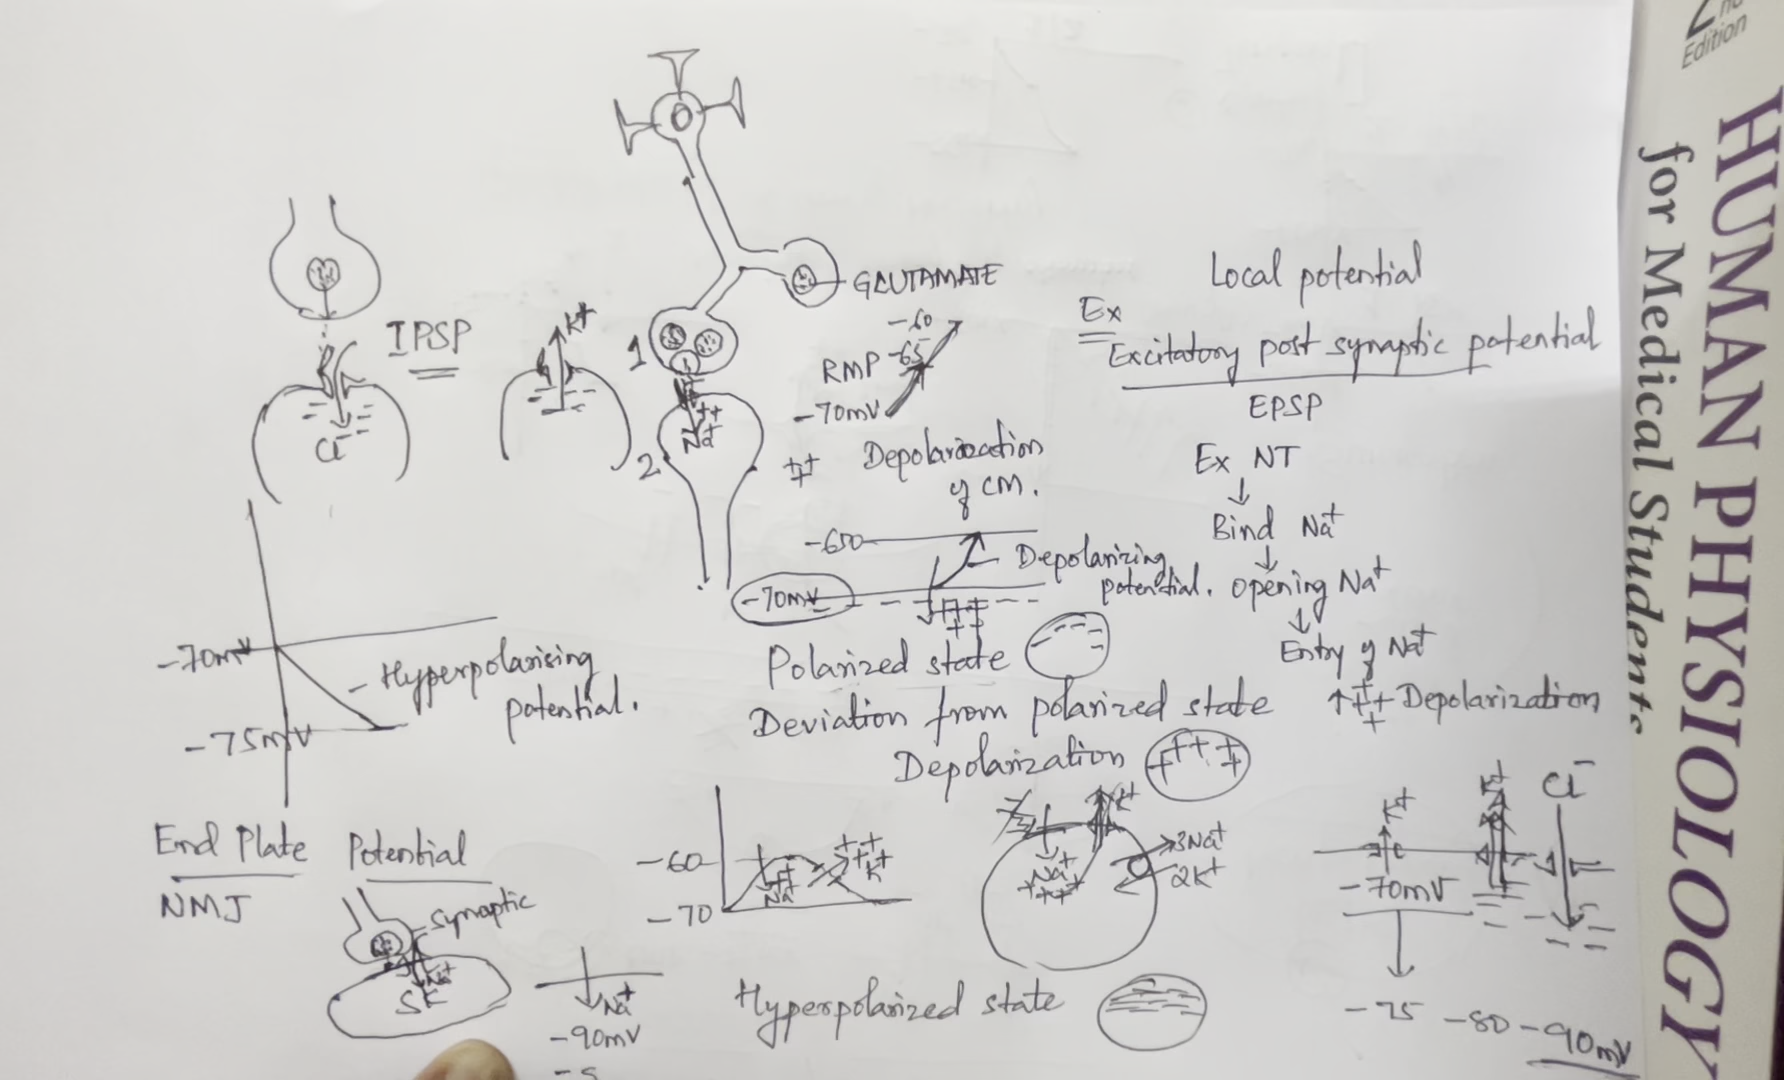 GLUTAMATE
IPSP
K+
Cl-
1
Na+
2
++
RMP
-60
-65
-70mV
++
+
Depolarization
of CM.
-650
Depolarizing
potential.
-70mV
Polarized state
Deviation from polarized state
Depolarization
+++
+
+
Local potential
Ex
Excitatory post synaptic potential
EPSP
Ex NT
Bind Na+
Opening Na+
Entry of Na+
↑+++ Depolarization
+
-70mV
Hyperpolarising
potential.
-75mV
End Plate Potential
NMJ
Synaptic
Na+
SK
Na+
-90mV
-60
-70
Na+
K+
K+
Na+
3Na+
2K+
Hyperpolarized state
K+
K+
Cl-
-70mV
-75 -80 -90mV
2nd
Edition
HUMAN PHYSIOLOGY
for Medical Students